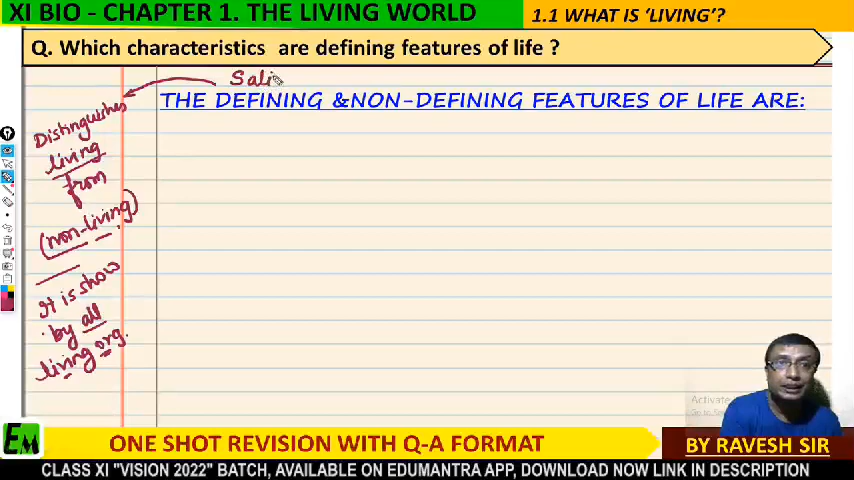 XI BIO - CHAPTER 1. THE LIVING WORLD
1.1 WHAT IS ‘LIVING’?
Q. Which characteristics are defining features of life ?
Sali
THE DEFINING &NON-DEFINING FEATURES OF LIFE ARE:
Distinguishes
living
from
(non-living)
It is show
by all
living org.
Activate
Em
ONE SHOT REVISION WITH Q-A FORMAT
BY RAVESH SIR
CLASS XI "VISION 2022" BATCH, AVAILABLE ON EDUMANTRA APP, DOWNLOAD NOW LINK IN DESCRIPTION